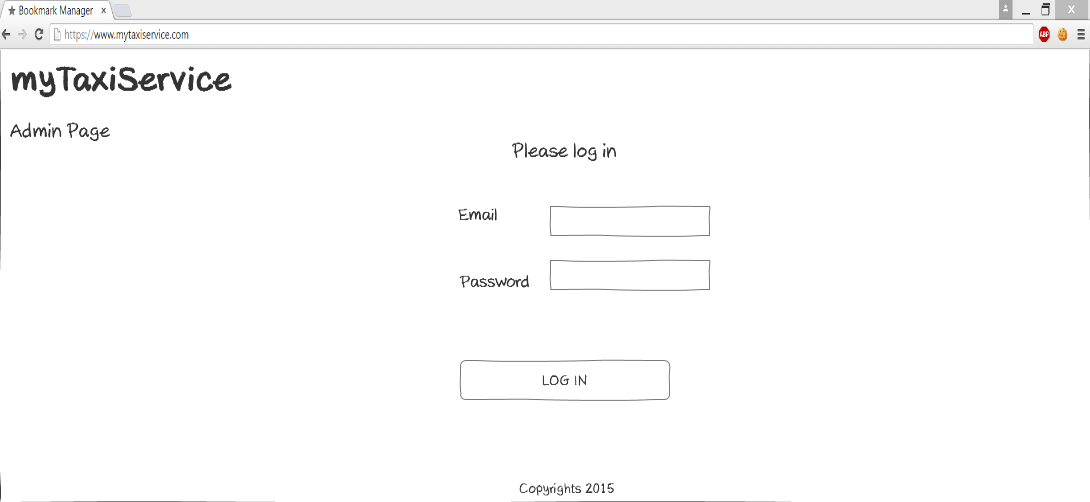 Bookmark Manager
https://www.mytaxiservice.com
ABP
myTaxiService
Admin Page
Please log in
Email
Password
LOG IN
Copyrights 2015